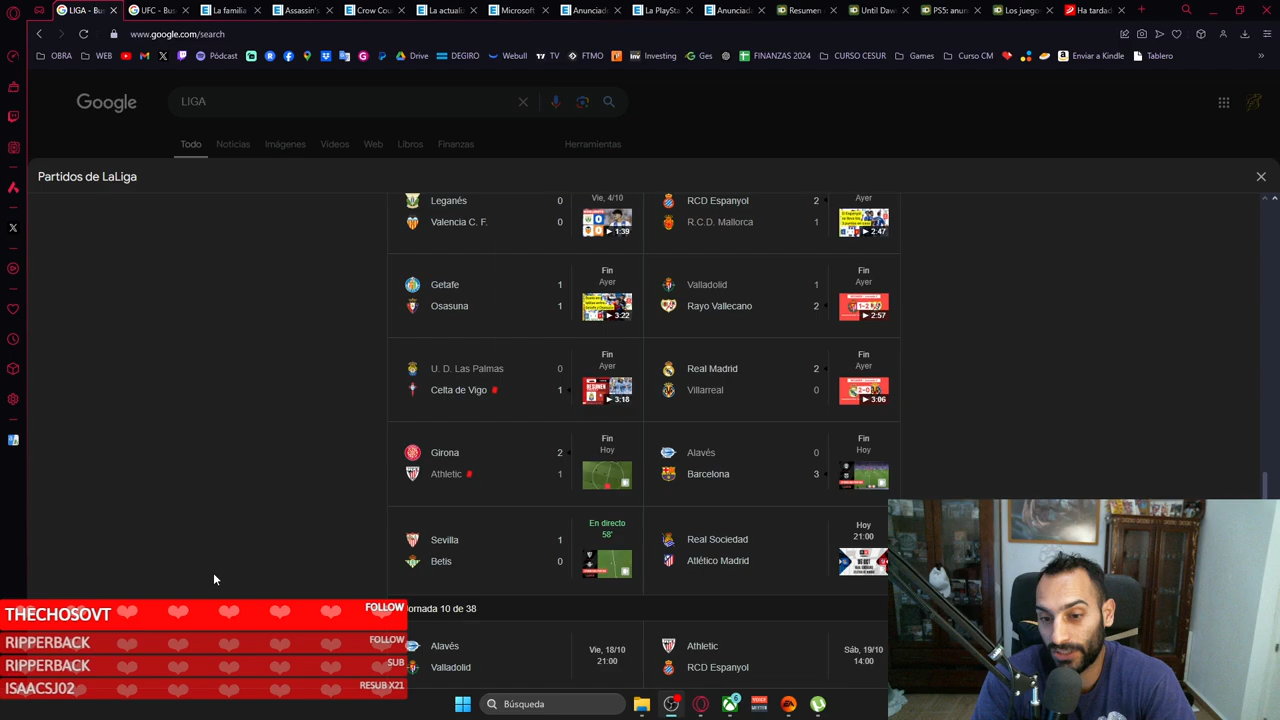 LIGA - Bus
UFC - Bus
La familia
Assassin's
Crow Cou
La actuali
Microsoft
Anunciad
La PlaySta
Anunciad
Resumen
Until Daw
PS5: anun
Los juego
Ha tardad
www.google.com/search
OBRA WEB Pódcast Drive DEGIRO Webull TV FTMO Investing Ges FINANZAS 2024 CURSO CESUR Games Curso CM Enviar a Kindle Tablero
Google
LIGA
Todo Noticias Imágenes Videos Web Libros Finanzas Herramientas
Partidos de LaLiga
Leganés 0 Vie, 4/10
Valencia C. F. 0 1:39
RCD Espanyol 2 Ayer
R.C.D. Mallorca 1 2:47
Getafe 1 Fin
Ayer
Osasuna 1 3:22
Valladolid 1 Fin
Ayer
Rayo Vallecano 2 2:57
U. D. Las Palmas 0 Fin
Ayer
Celta de Vigo 1 3:18
Real Madrid 2 Fin
Ayer
Villarreal 0 3:06
Girona 2 Fin
Hoy
Athletic 1
Alavés 0 Fin
Hoy
Barcelona 3
Sevilla 1 En directo
58'
Betis 0
Real Sociedad Hoy
21:00
Atlético Madrid
Jornada 10 de 38
Alavés Vie, 18/10
Valladolid 21:00
Athletic Sáb, 19/10
RCD Espanyol 14:00
THECHOSOVT FOLLOW
RIPPERBACK FOLLOW
RIPPERBACK SUB
ISAACSJ02 RESUB X21
Búsqueda